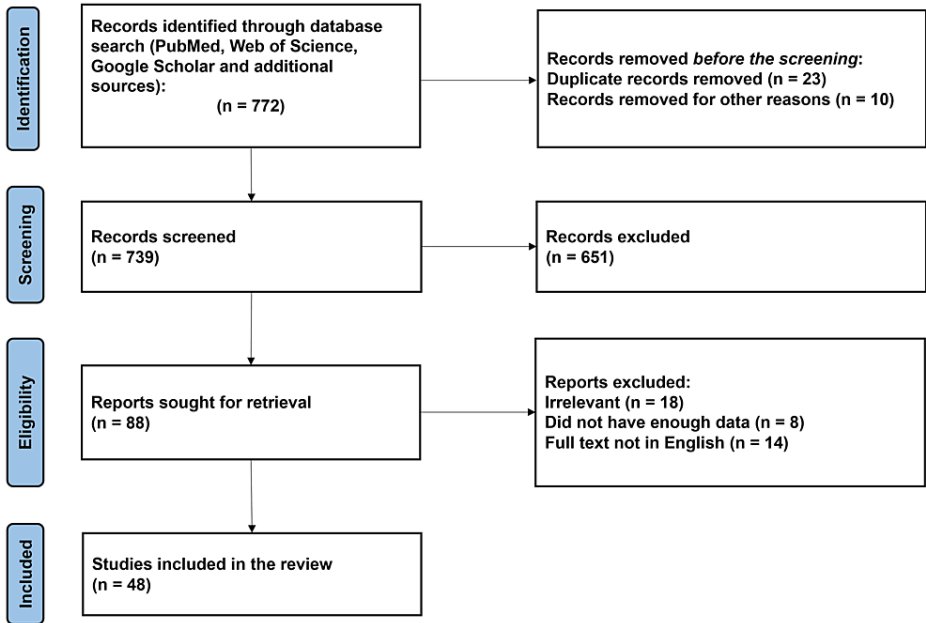 Identification
Records identified through database
search (PubMed, Web of Science,
Google Scholar and additional
sources):
(n = 772)
Records removed before the screening:
Duplicate records removed (n = 23)
Records removed for other reasons (n = 10)
Screening
Records screened
(n = 739)
Records excluded
(n = 651)
Eligibility
Reports sought for retrieval
(n = 88)
Reports excluded:
Irrelevant (n = 18)
Did not have enough data (n = 8)
Full text not in English (n = 14)
Included
Studies included in the review
(n = 48)